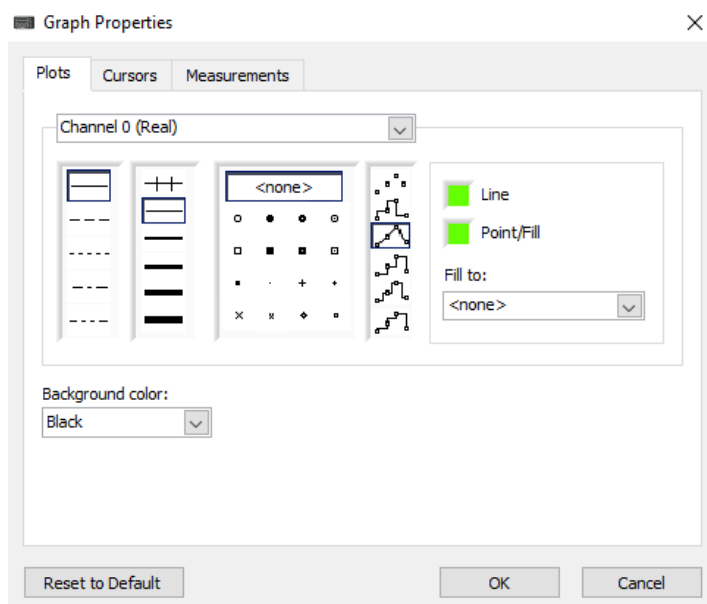 Graph Properties
Plots
Cursors
Measurements
Channel 0 (Real)
<none>
Line
Point/Fill
Fill to:
<none>
Background color:
Black
Reset to Default
OK
Cancel